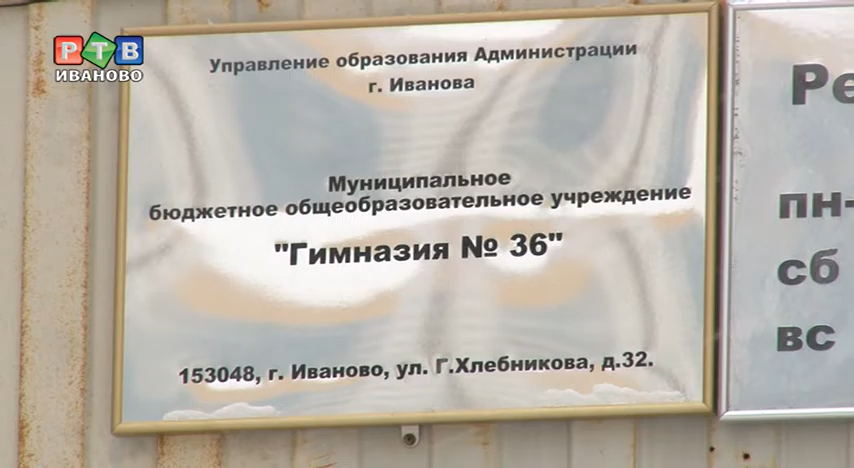 РТВ
ИВАНОВО
Управление образования Администрации
г. Иванова
Муниципальное
бюджетное общеобразовательное учреждение
"Гимназия № 36"
153048, г. Иваново, ул. Г.Хлебникова, д.32.
пн-
сб
вс